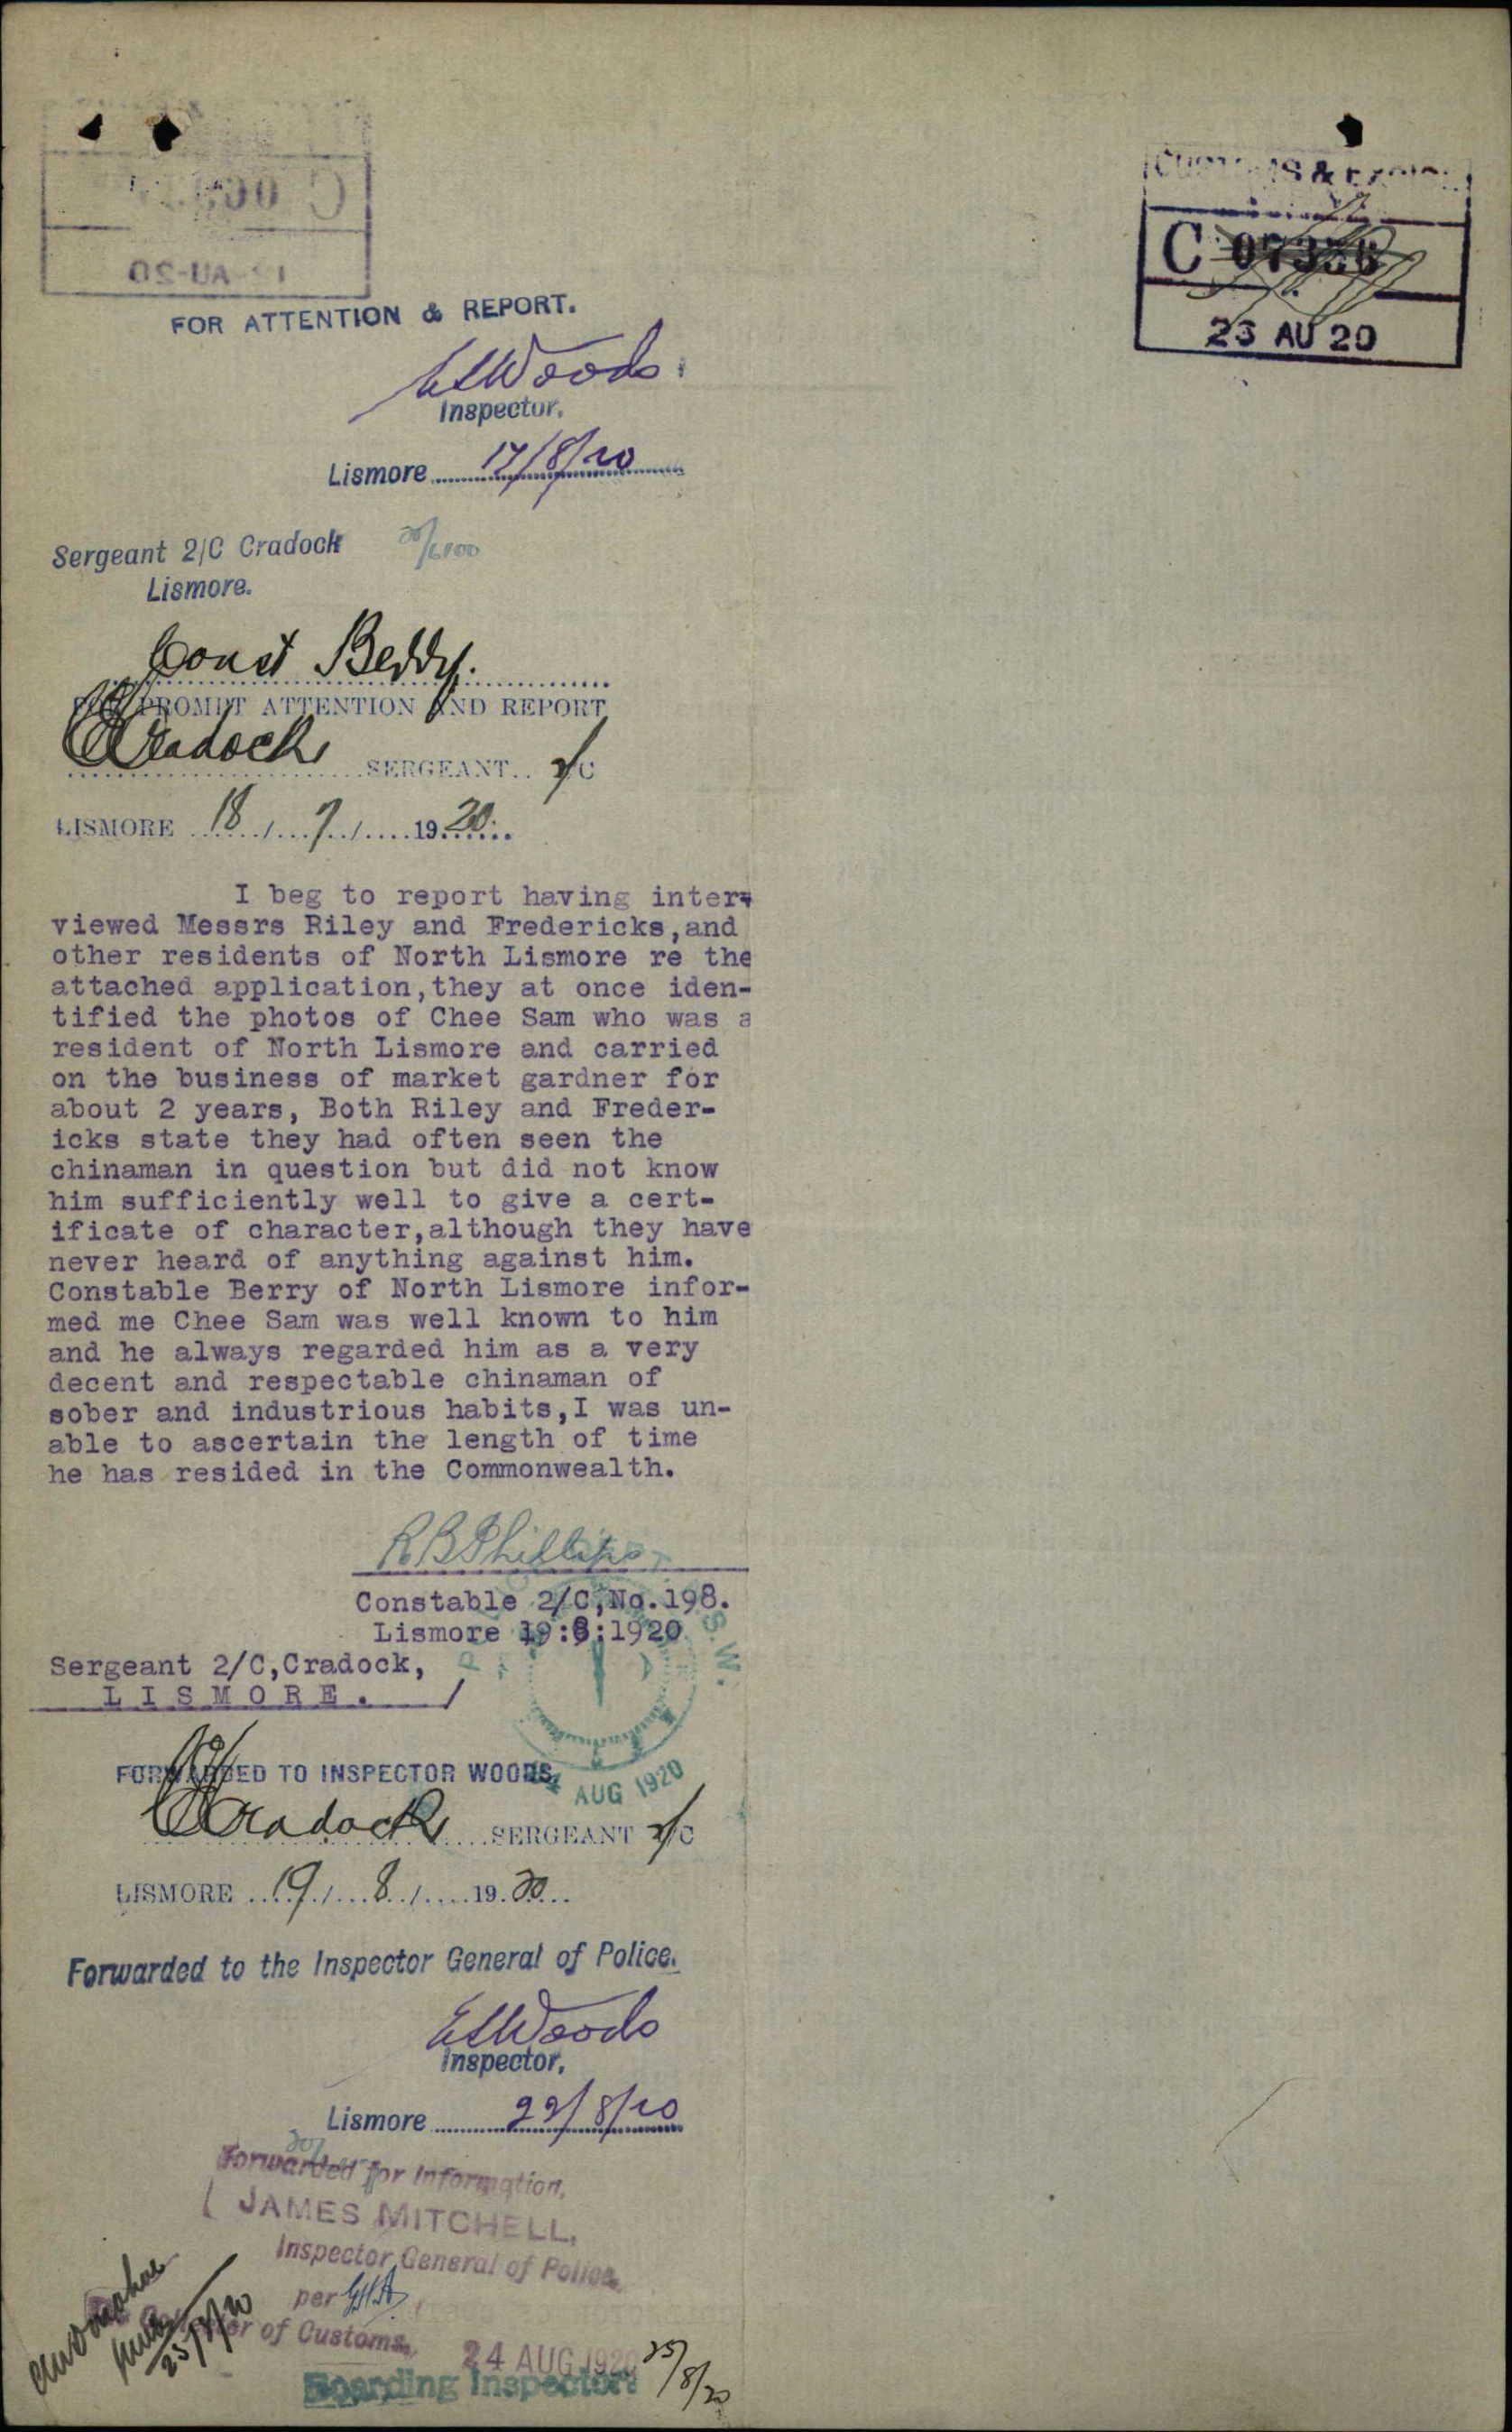 C
23 AU 20
FOR ATTENTION & REPORT.
Woods
Inspector,
Lismore 17/8/20
Sergeant 2/C Cradock
Lismore.
Const Beddy.
PROMPT ATTENTION AND REPORT
Cradock SERGEANT 2/C
LISMORE 18 / / 1920
I beg to report having inter-
viewed Messrs Riley and Fredericks,and
other residents of North Lismore re the
attached application,they at once iden-
tified the photos of Chee Sam who was a
resident of North Lismore and carried
on the business of market gardner for
about 2 years, Both Riley and Freder-
icks state they had often seen the
chinaman in question but did not know
him sufficiently well to give a cert-
ificate of character,although they have
never heard of anything against him.
Constable Berry of North Lismore infor-
med me Chee Sam was well known to him
and he always regarded him as a very
decent and respectable chinaman of
sober and industrious habits,I was un-
able to ascertain the length of time
he has resided in the Commonwealth.
R B Phillips
Constable 2/C,No.198.
Lismore 19:8:1920
Sergeant 2/C,Cradock,
LISMORE.
FORWARDED TO INSPECTOR WOODS.
AUG 1920
Cradock SERGEANT 2/C
LISMORE 19 / 8 / 1920
Forwarded to the Inspector General of Police.
Woods
Inspector,
Lismore 22/8/20
Forwarded for Information,
JAMES MITCHELL,
Inspector General of Police
per
of Customs
24 AUG 1920
25/8/20
Boarding Inspector
25/8/20